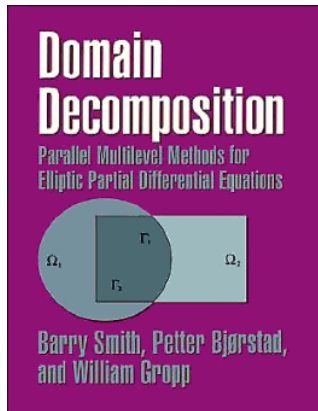 Domain
Decomposition
Parallel Multilevel Methods for
Elliptic Partial Differential Equations
Γ₁
Ω₁
Ω₂
Γ₂
Barry Smith, Petter Bjørstad,
and William Gropp